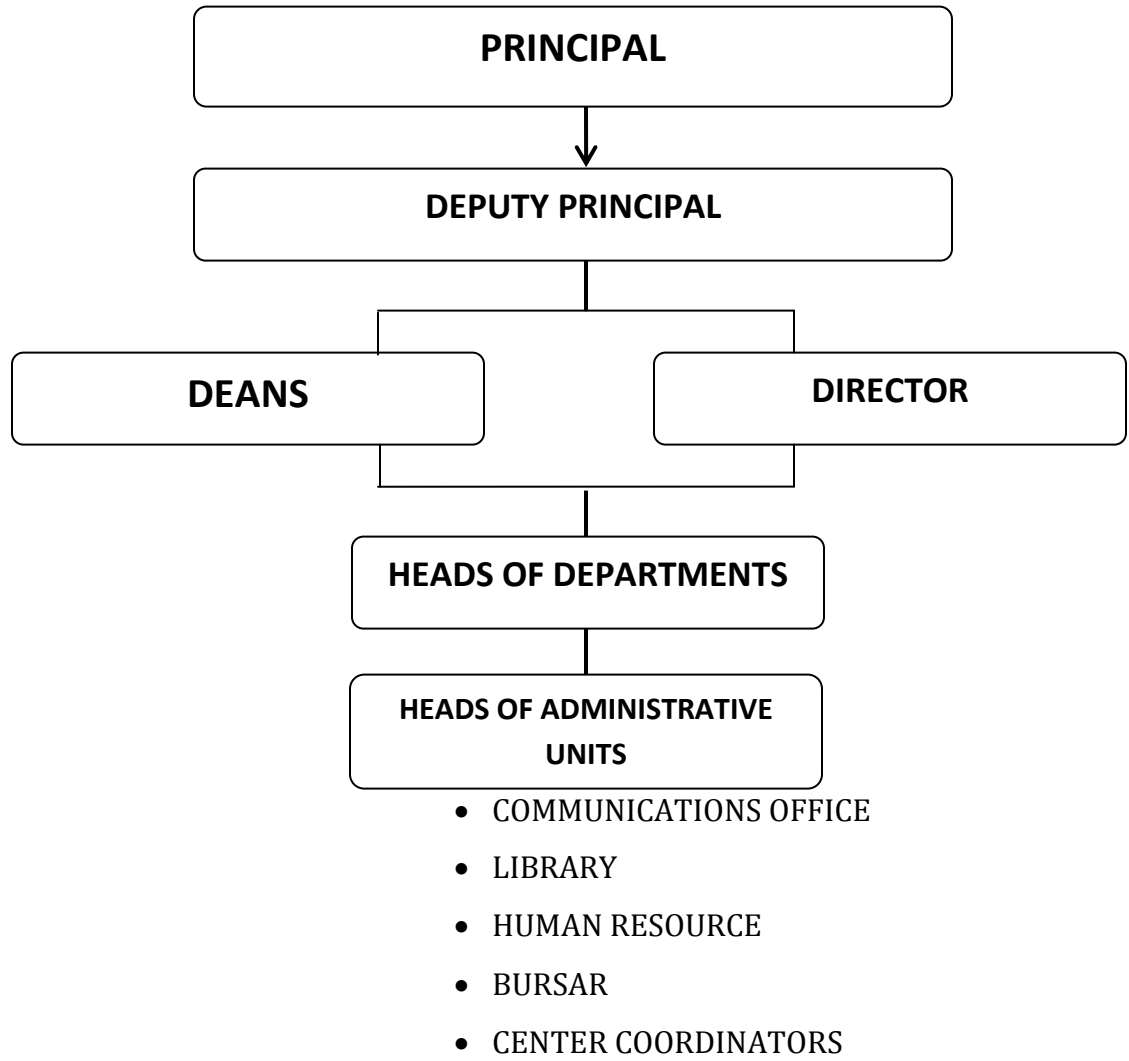 PRINCIPAL
DEPUTY PRINCIPAL
DEANS
DIRECTOR
HEADS OF DEPARTMENTS
HEADS OF ADMINISTRATIVE
UNITS
• COMMUNICATIONS OFFICE
• LIBRARY
• HUMAN RESOURCE
• BURSAR
• CENTER COORDINATORS